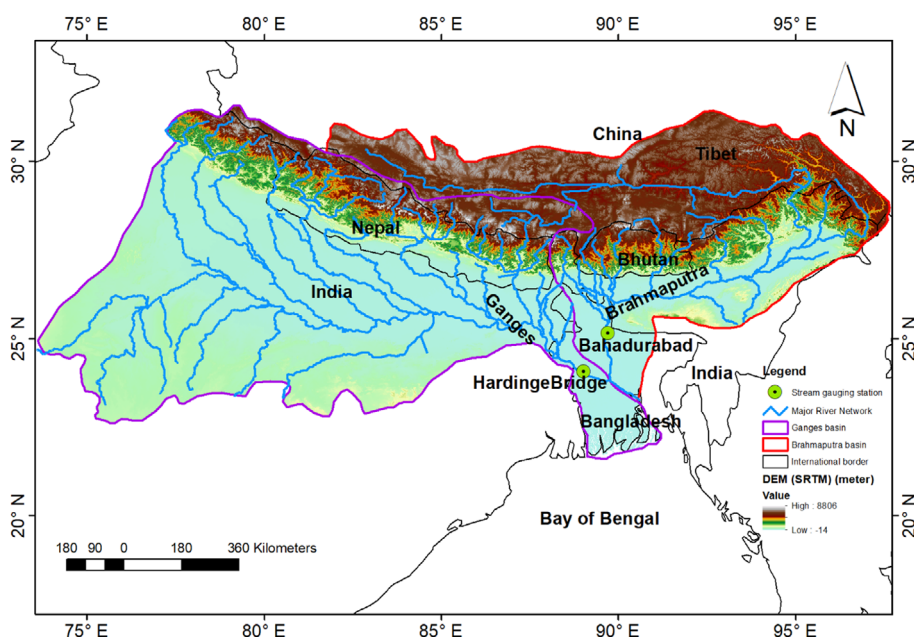 75° E 80° E 85° E 90° E 95° E
30° N
25° N
20° N
30° N
25° N
20° N
China
Tibet
N
Nepal
Bhutan
India
Brahmaputra
Ganges
Bahadurabad
HardingeBridge
India
Bangladesh
Bay of Bengal
Legend
Stream gauging station
Major River Network
Ganges basin
Brahmaputra basin
International border
DEM (SRTM) (meter)
Value
High : 8806
Low : -14
180 90 0 180 360 Kilometers
75° E 80° E 85° E 90° E 95° E